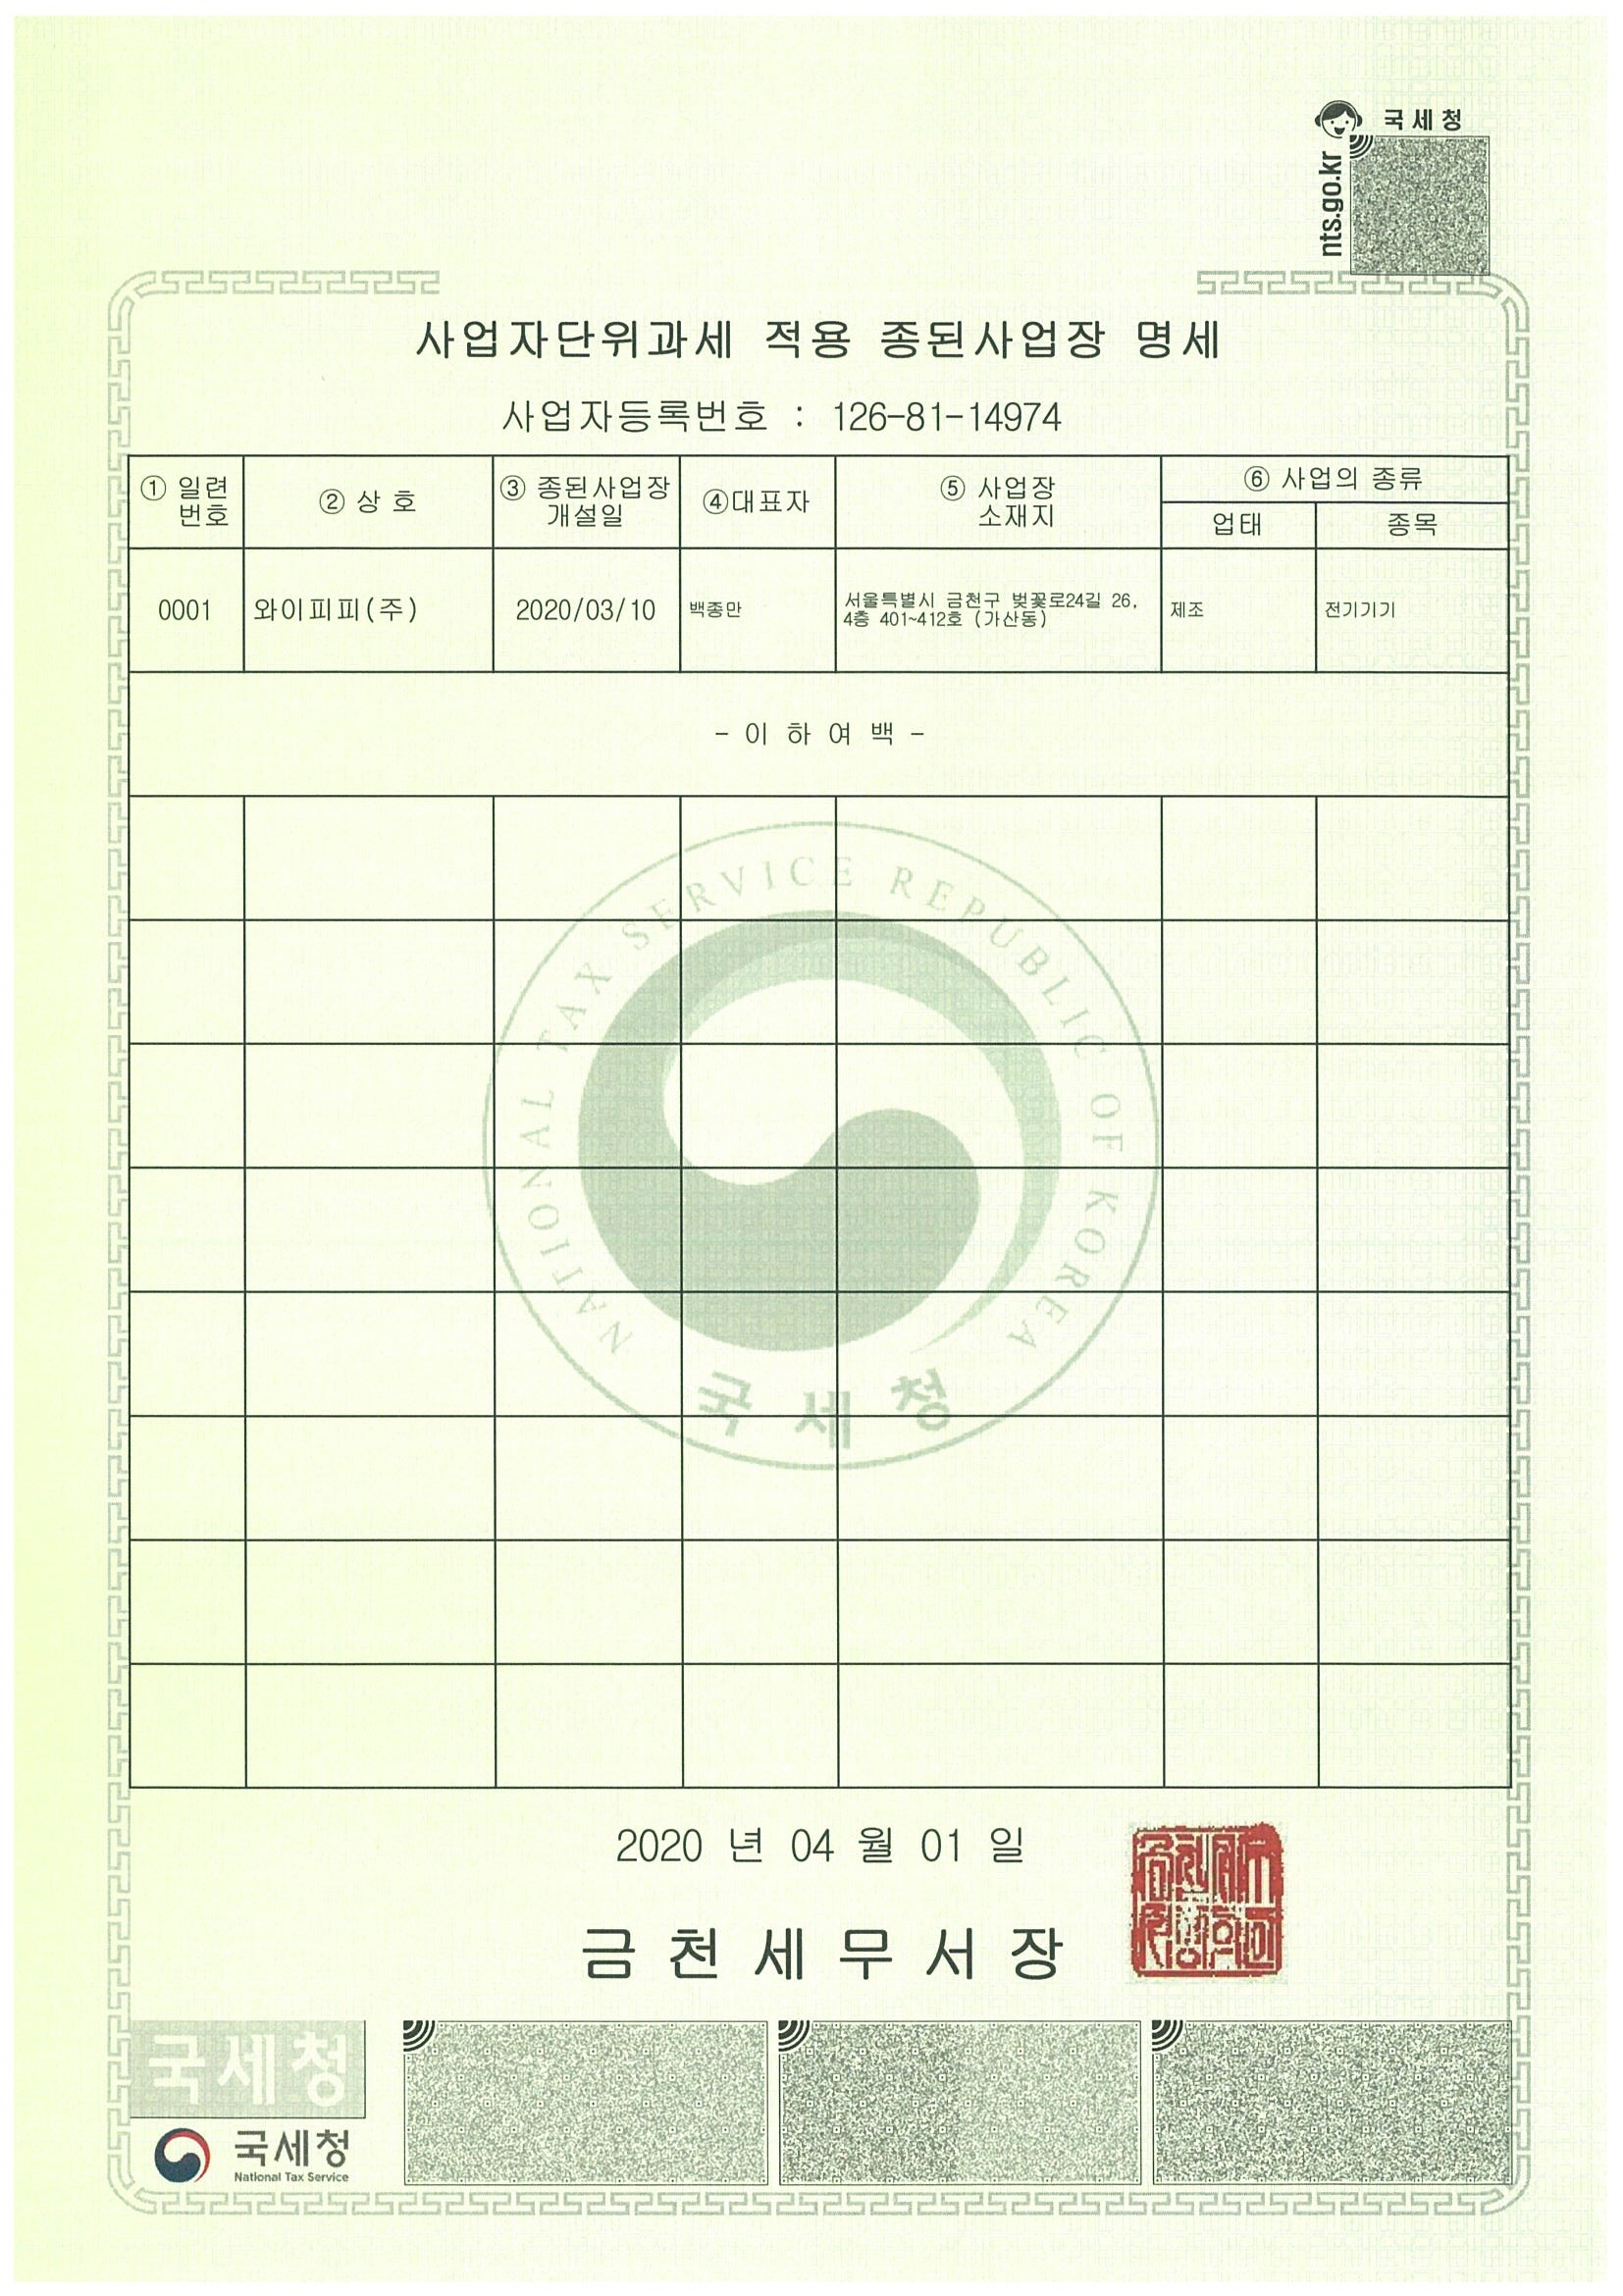 국세청
nts.go.kr
사업자단위과세 적용 종된사업장 명세
사업자등록번호 : 126-81-14974
① 일련 번호
② 상 호
③ 종된사업장 개설일
④대표자
⑤ 사업장 소재지
⑥ 사업의 종류
업태
종목
0001
와이피피(주)
2020/03/10
백종만
서울특별시 금천구 벚꽃로24길 26,
4층 401~412호 (가산동)
제조
전기기기
- 이 하 여 백 -
NATIONAL TAX SERVICE REPUBLIC OF KOREA
국세청
2020 년 04 월 01 일
금 천 세 무 서 장
국세청
국세청
National Tax Service